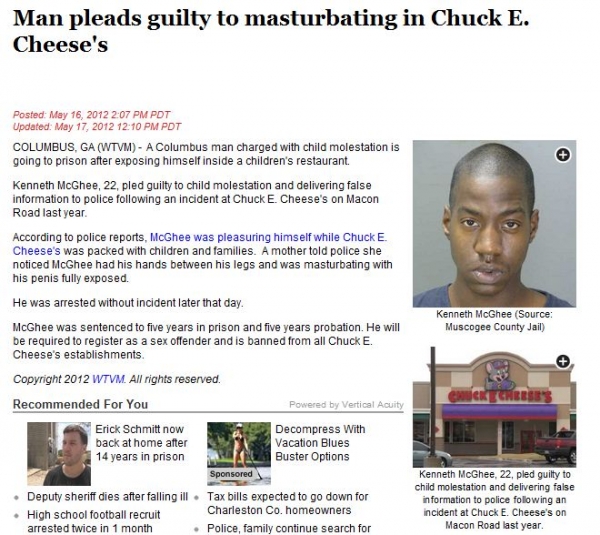 Man pleads guilty to masturbating in Chuck E.
Cheese's
Posted: May 16, 2012 2:07 PM PDT
Updated: May 17, 2012 12:10 PM PDT
COLUMBUS, GA (WTVM) - A Columbus man charged with child molestation is
going to prison after exposing himself inside a children's restaurant.
Kenneth McGhee, 22, pled guilty to child molestation and delivering false
information to police following an incident at Chuck E. Cheese's on Macon
Road last year.
According to police reports, McGhee was pleasuring himself while Chuck E.
Cheese's was packed with children and families. A mother told police she
noticed McGhee had his hands between his legs and was masturbating with
his penis fully exposed.
He was arrested without incident later that day.
McGhee was sentenced to five years in prison and five years probation. He will
be required to register as a sex offender and is banned from all Chuck E.
Cheese's establishments.
Copyright 2012 WTVM. All rights reserved.
Kenneth McGhee (Source:
Muscogee County Jail)
CHUCK E CHEESE'S
Kenneth McGhee, 22, pled guilty to
child molestation and delivering false
information to police following an
incident at Chuck E. Cheese's on
Macon Road last year.
Recommended For You
Powered by Vertical Acuity
Erick Schmitt now
back at home after
14 years in prison
Sponsored
Decompress With
Vacation Blues
Buster Options
Deputy sheriff dies after falling ill
High school football recruit
arrested twice in 1 month
Tax bills expected to go down for
Charleston Co. homeowners
Police, family continue search for